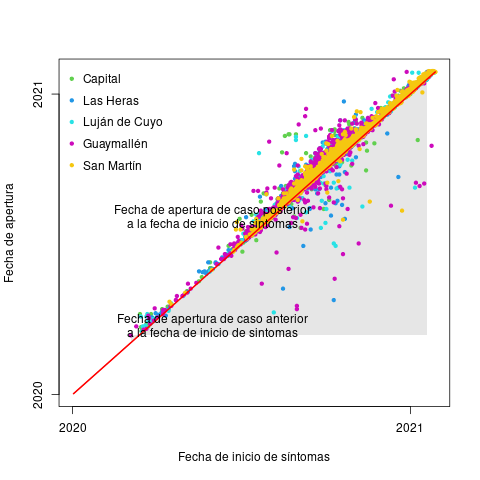 Capital
Las Heras
Luján de Cuyo
Guaymallén
San Martín
Fecha de apertura de caso posterior
a la fecha de inicio de síntomas
Fecha de apertura de caso anterior
a la fecha de inicio de sintomas
Fecha de apertura
2021
2020
2020
2021
Fecha de inicio de síntomas